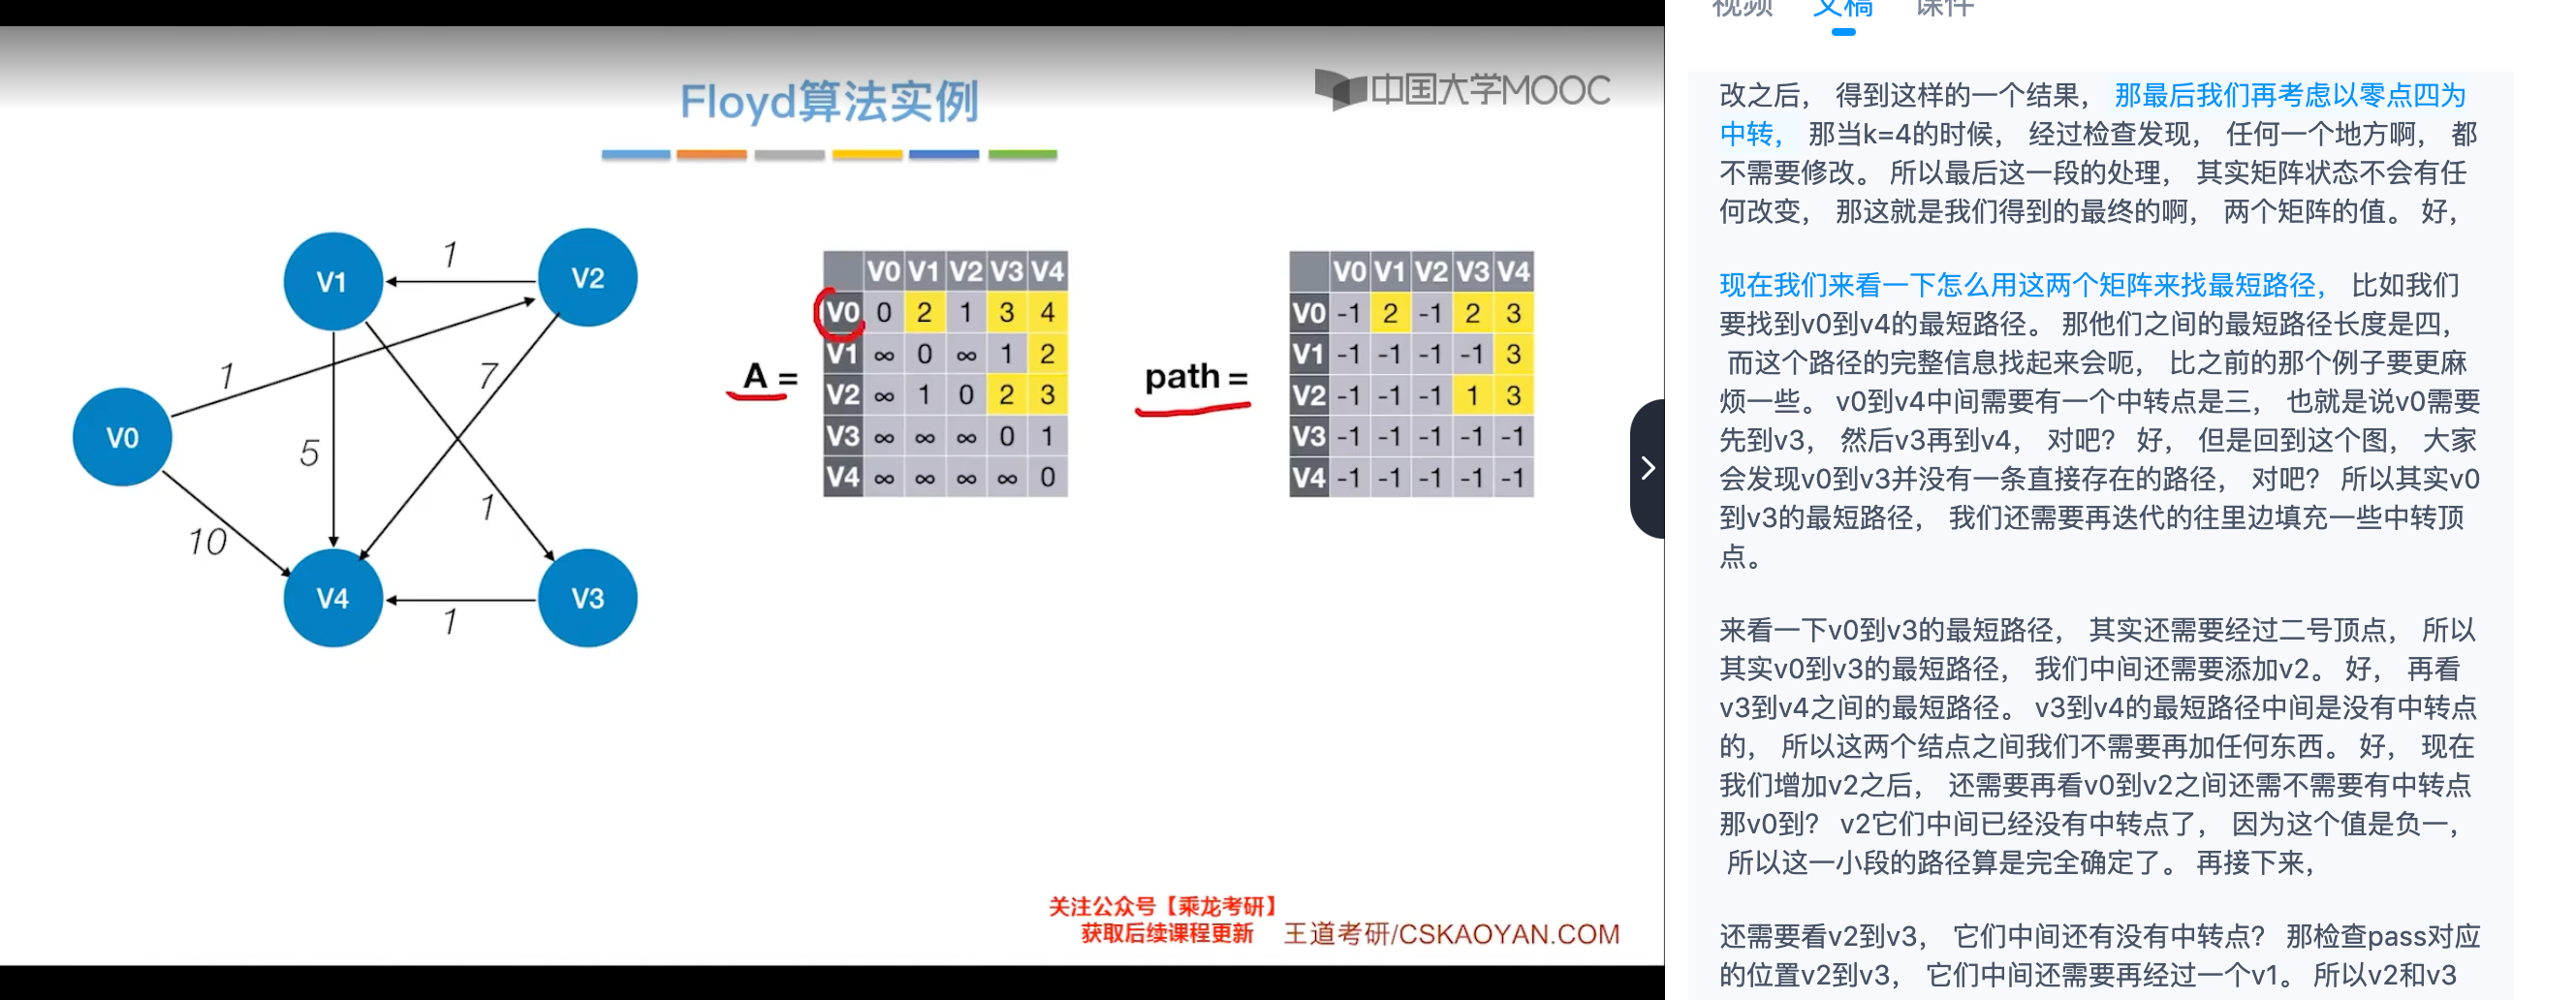 Floyd算法实例
中国大学MOOC
V1
V2
V0
V4
V3
1
1
7
5
1
10
1
A =
V0 V1 V2 V3 V4
V0 0 2 1 3 4
V1 ∞ 0 ∞ 1 2
V2 ∞ 1 0 2 3
V3 ∞ ∞ ∞ 0 1
V4 ∞ ∞ ∞ ∞ 0
path =
V0 V1 V2 V3 V4
V0 -1 2 -1 2 3
V1 -1 -1 -1 -1 3
V2 -1 -1 -1 1 3
V3 -1 -1 -1 -1 -1
V4 -1 -1 -1 -1 -1
关注公众号【乘龙考研】
获取后续课程更新
王道考研/CSKAOYAN.COM
视频 文稿 课件
改之后， 得到这样的一个结果， 那最后我们再考虑以零点四为
中转， 那当k=4的时候， 经过检查发现， 任何一个地方啊， 都
不需要修改。 所以最后这一段的处理， 其实矩阵状态不会有任
何改变， 那这就是我们得到的最终的啊， 两个矩阵的值。 好，
现在我们来看一下怎么用这两个矩阵来找最短路径， 比如我们
要找到v0到v4的最短路径。 那他们之间的最短路径长度是四，
而这个路径的完整信息找起来会呃， 比之前的那个例子要更麻
烦一些。 v0到v4中间需要有一个中转点是三， 也就是说v0需要
先到v3， 然后v3再到v4， 对吧？ 好， 但是回到这个图， 大家
会发现v0到v3并没有一条直接存在的路径， 对吧？ 所以其实v0
到v3的最短路径， 我们还需要再迭代的往里边填充一些中转顶
点。
来看一下v0到v3的最短路径， 其实还需要经过二号顶点， 所以
其实v0到v3的最短路径， 我们中间还需要添加v2。 好， 再看
v3到v4之间的最短路径。 v3到v4的最短路径中间是没有中转点
的， 所以这两个结点之间我们不需要再加任何东西。 好， 现在
我们增加v2之后， 还需要再看v0到v2之间还需不需要有中转点
那v0到？ v2它们中间已经没有中转点了， 因为这个值是负一，
所以这一小段的路径算是完全确定了。 再接下来，
还需要看v2到v3， 它们中间还有没有中转点？ 那检查pass对应
的位置v2到v3， 它们中间还需要再经过一个v1。 所以v2和v3